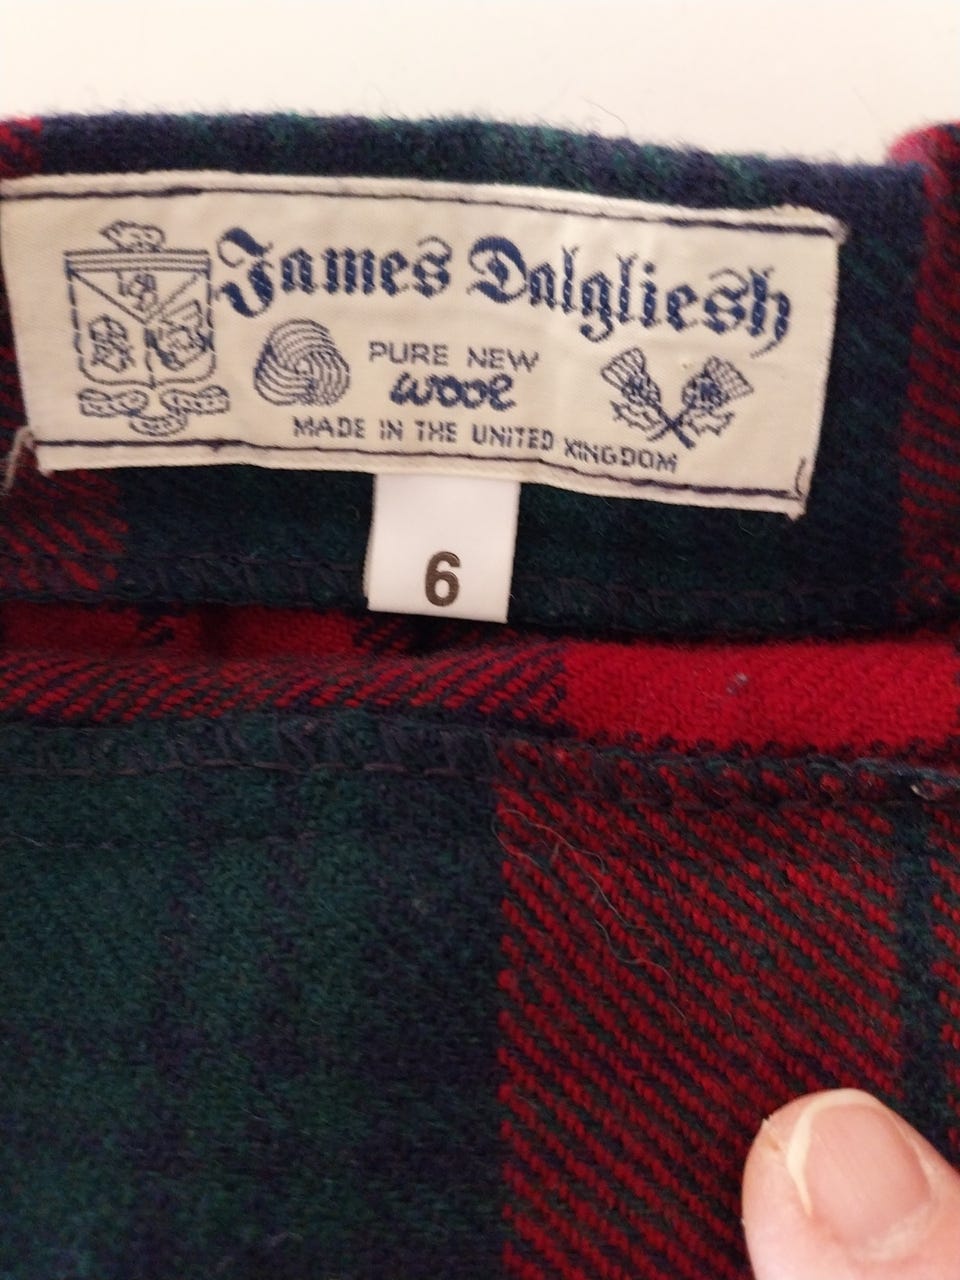 James Dalgliesh
PURE NEW
wool
MADE IN THE UNITED KINGDOM
6